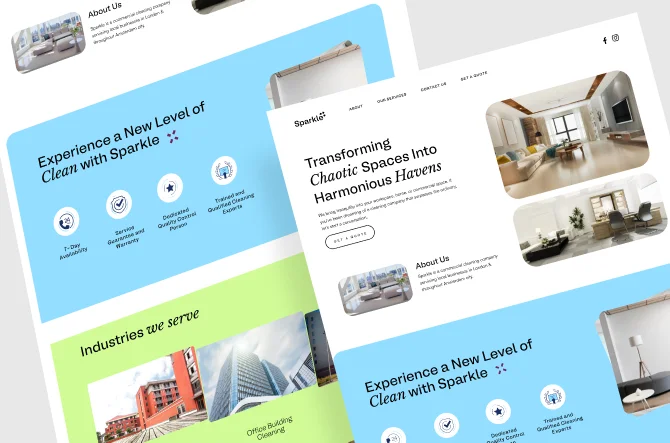 About Us
Sparkle is a commercial cleaning company
servicing local businesses in London &
throughout Amsterdam city.
Experience a New Level of
Clean with Sparkle
7-Day
Availability
Service
Guarantee and
Warranty
Dedicated
Quality Control
Person
Trained and
Qualified Cleaning
Experts
Industries we serve
Office Building
Cleaning
Sparkle
ABOUT
OUR SERVICES
CONTACT US
GET A QUOTE
Transforming
Chaotic Spaces Into
Harmonious Havens
We bring tranquility into your workspace, home, or commercial space. If
you've been dreaming of a cleaning company that surpasses the ordinary,
let's start a conversation.
GET A QUOTE
About Us
Sparkle is a commercial cleaning company
servicing local businesses in London &
throughout Amsterdam city.
Experience a New Level of
Clean with Sparkle
Dedicated
Quality Control
Trained and
Qualified Cleaning
Experts